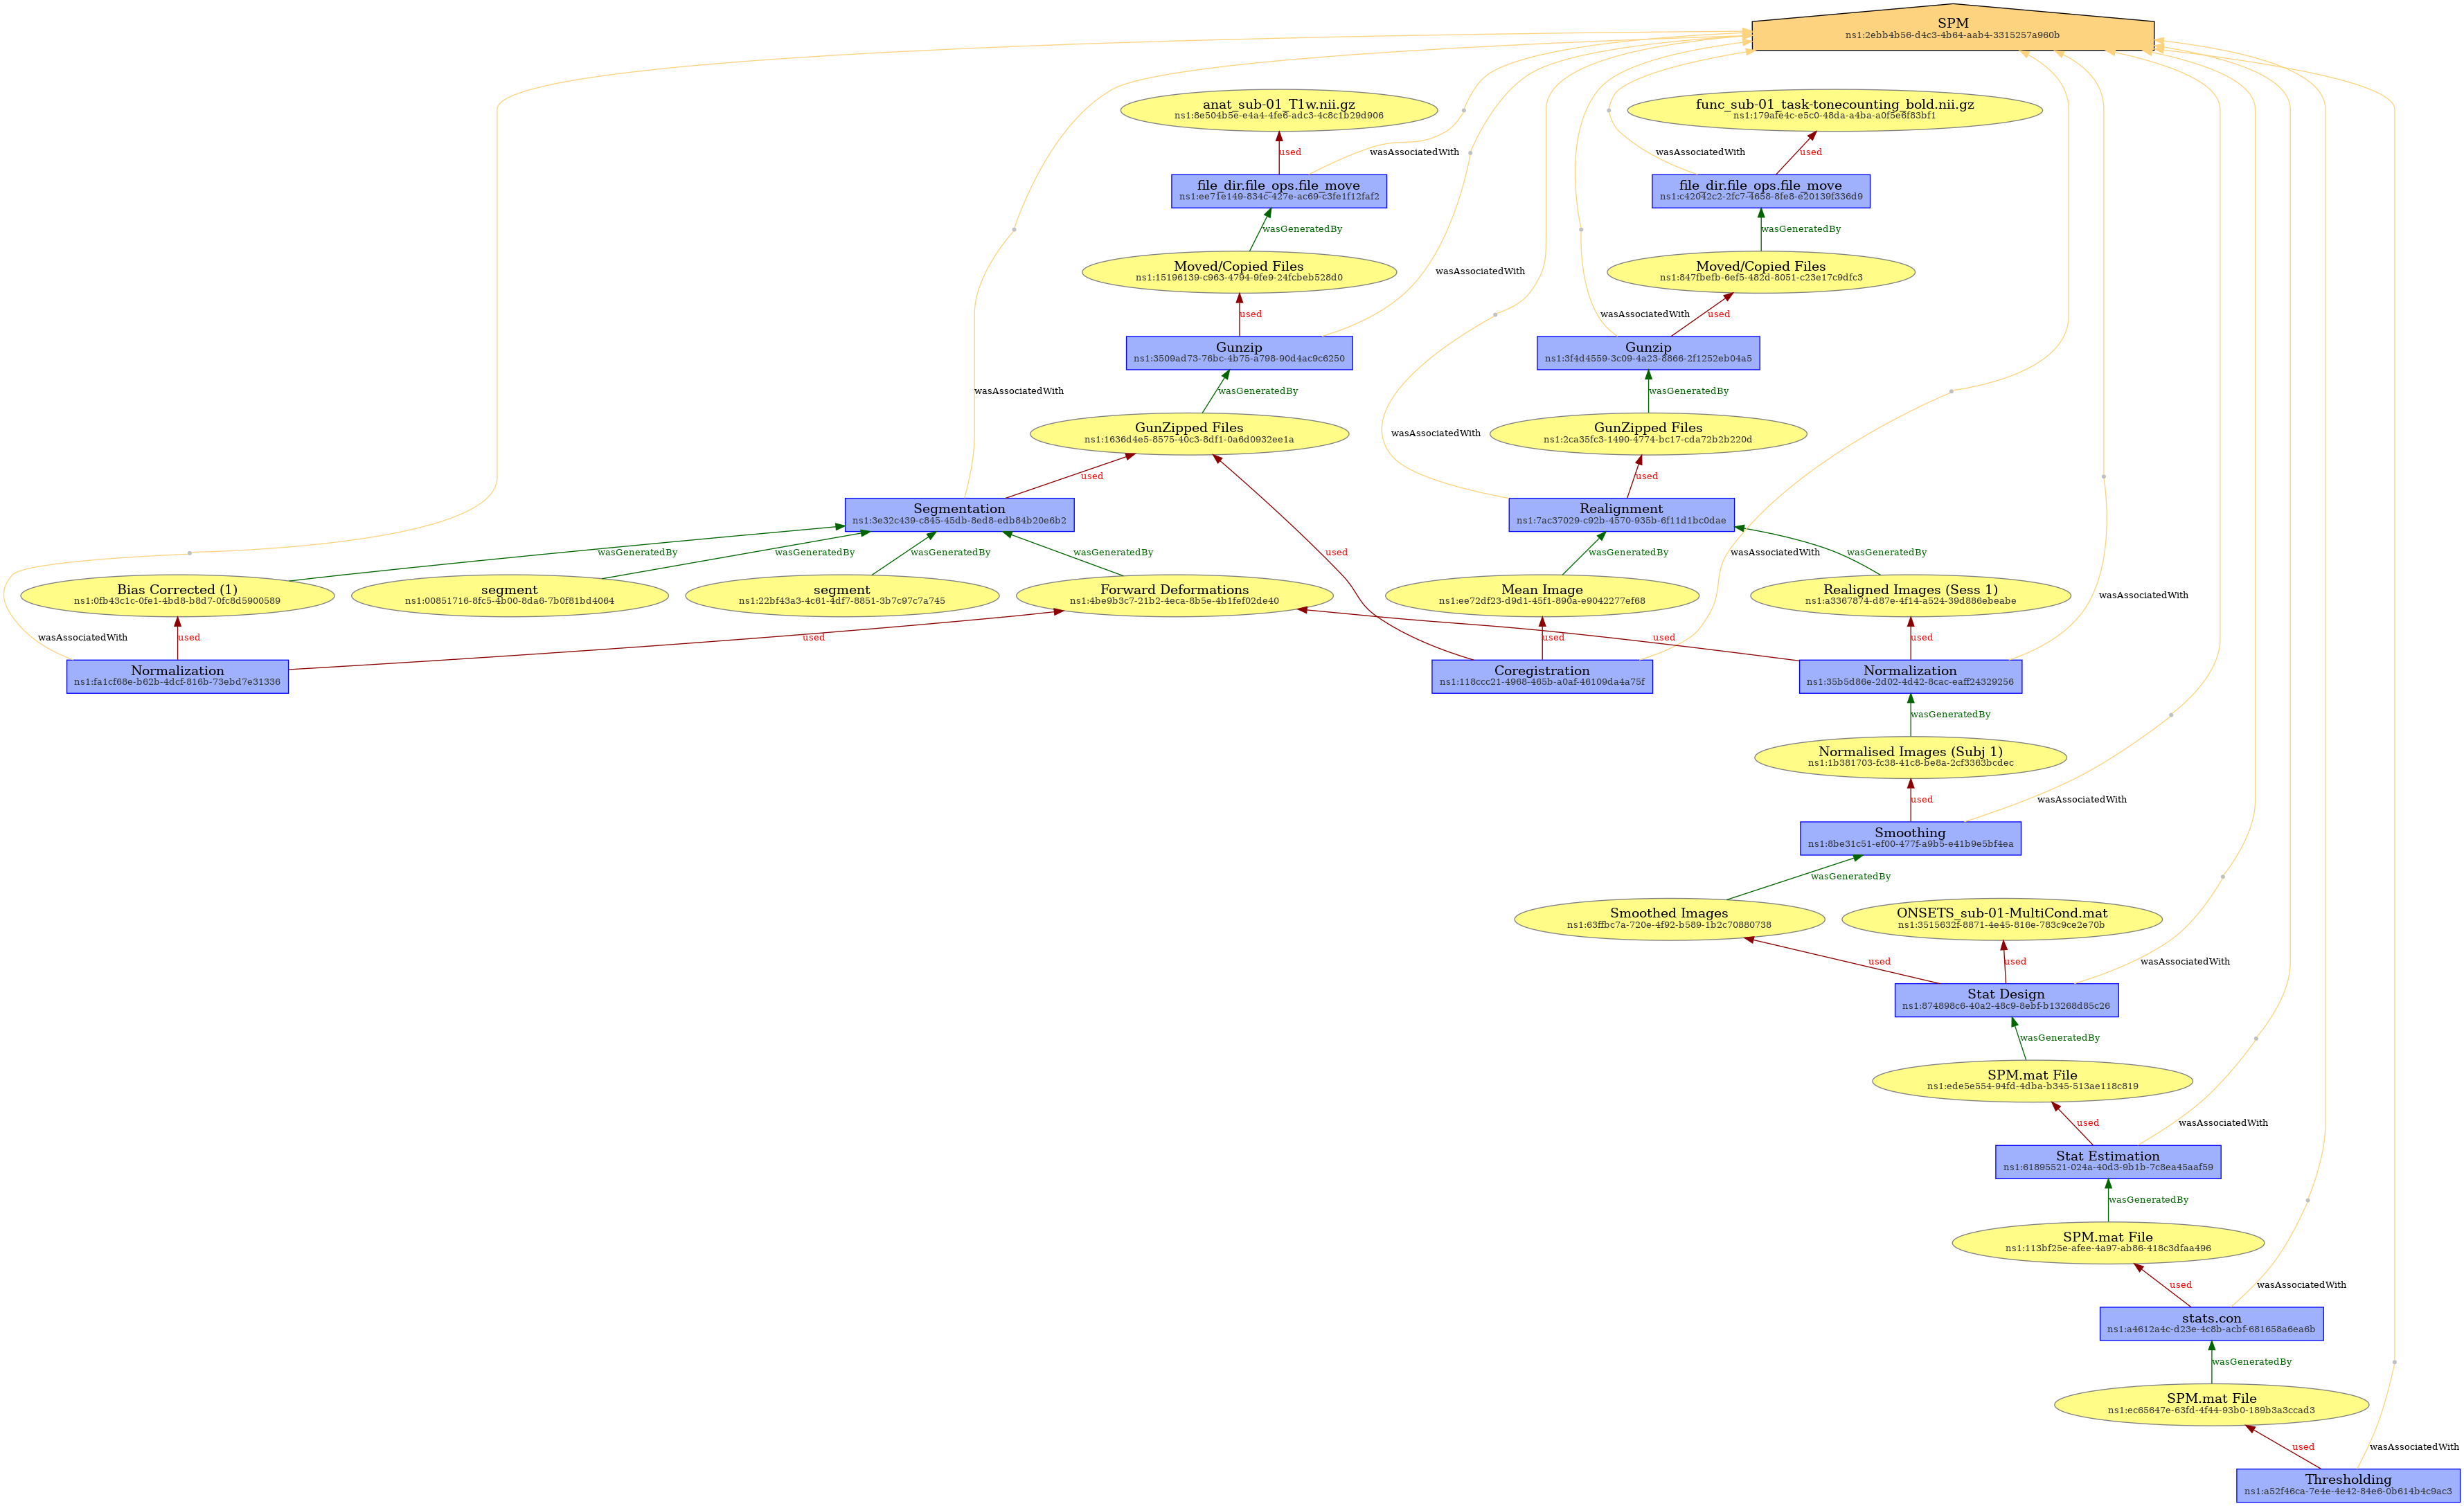 SPM
ns1:2ebb4b56-d4c3-4b64-aab4-3315257a960b
anat_sub-01_T1w.nii.gz
ns1:8e504b5e-e4a4-4fe6-adc3-4c8c1b29d906
func_sub-01_task-tonecounting_bold.nii.gz
ns1:179afe4c-e5c0-48da-a4ba-a0f5e6f83bf1
used
wasAssociatedWith
wasAssociatedWith
used
file_dir.file_ops.file_move
ns1:ee71e149-834c-427e-ac69-c3fe1f12faf2
file_dir.file_ops.file_move
ns1:c42042c2-2fc7-4658-8fe8-e20139f336d9
wasGeneratedBy
wasGeneratedBy
Moved/Copied Files
ns1:15196139-c963-4794-9fe9-24fcbeb528d0
Moved/Copied Files
ns1:847fbefb-6ef5-482d-8051-c23e17c9dfc3
wasAssociatedWith
used
wasAssociatedWith
used
Gunzip
ns1:3509ad73-76bc-4b75-a798-90d4ac9c6250
Gunzip
ns1:3f4d4559-3c09-4a23-8866-2f1252eb04a5
wasAssociatedWith
wasGeneratedBy
wasGeneratedBy
GunZipped Files
ns1:1636d4e5-8575-40c3-8df1-0a6d0932ee1a
wasAssociatedWith
GunZipped Files
ns1:2ca35fc3-1490-4774-bc17-cda72b2b220d
used
used
Segmentation
ns1:3e32c439-c845-45db-8ed8-edb84b20e6b2
Realignment
ns1:7ac37029-c92b-4570-935b-6f11d1bc0dae
wasGeneratedBy
wasGeneratedBy
wasGeneratedBy
wasGeneratedBy
used
wasGeneratedBy
wasAssociatedWith
wasGeneratedBy
Bias Corrected (1)
ns1:0fb43c1c-0fe1-4bd8-b8d7-0fc8d5900589
segment
ns1:00851716-8fc5-4b00-8da6-7b0f81bd4064
segment
ns1:22bf43a3-4c61-4df7-8851-3b7c97c7a745
Forward Deformations
ns1:4be9b3c7-21b2-4eca-8b5e-4b1fef02de40
Mean Image
ns1:ee72df23-d9d1-45f1-890a-e9042277ef68
Realigned Images (Sess 1)
ns1:a3367874-d87e-4f14-a524-39d886ebeabe
wasAssociatedWith
wasAssociatedWith
used
used
used
used
used
Normalization
ns1:fa1cf68e-b62b-4dcf-816b-73ebd7e31336
Coregistration
ns1:118ccc21-4968-465b-a0af-46109da4a75f
Normalization
ns1:35b5d86e-2d02-4d42-8cac-eaff24329256
wasGeneratedBy
Normalised Images (Subj 1)
ns1:1b381703-fc38-41c8-be8a-2cf3363bcdec
used
wasAssociatedWith
Smoothing
ns1:8be31c51-ef00-477f-a9b5-e41b9e5bf4ea
wasGeneratedBy
Smoothed Images
ns1:63ffbc7a-720e-4f92-b589-1b2c70880738
ONSETS_sub-01-MultiCond.mat
ns1:3515632f-8871-4e45-816e-783c9ce2e70b
used
used
wasAssociatedWith
Stat Design
ns1:874898c6-40a2-48c9-8ebf-b13268d85c26
wasGeneratedBy
SPM.mat File
ns1:ede5e554-94fd-4dba-b345-513ae118c819
used
wasAssociatedWith
Stat Estimation
ns1:61895521-024a-40d3-9b1b-7c8ea45aaf59
wasGeneratedBy
SPM.mat File
ns1:113bf25e-afee-4a97-ab86-418c3dfaa496
used
wasAssociatedWith
stats.con
ns1:a4612a4c-d23e-4c8b-acbf-681658a6ea6b
wasGeneratedBy
SPM.mat File
ns1:ec65647e-63fd-4f44-93b0-189b3a3ccad3
used
wasAssociatedWith
Thresholding
ns1:a52f46ca-7e4e-4e42-84e6-0b614b4c9ac3